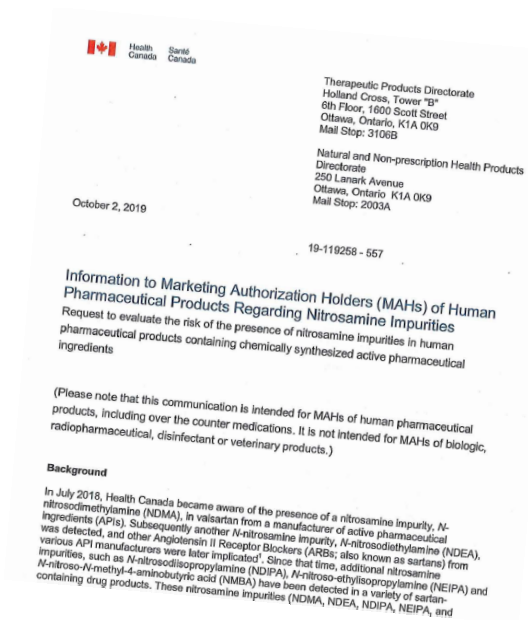 Health Canada
Santé Canada
Therapeutic Products Directorate
Holland Cross, Tower "B"
6th Floor, 1600 Scott Street
Ottawa, Ontario, K1A 0K9
Mail Stop: 3106B
Natural and Non-prescription Health Products
Directorate
250 Lanark Avenue
Ottawa, Ontario K1A 0K9
Mail Stop: 2003A
October 2, 2019
19-119258 - 557
Information to Marketing Authorization Holders (MAHs) of Human
Pharmaceutical Products Regarding Nitrosamine Impurities
Request to evaluate the risk of the presence of nitrosamine impurities in human
pharmaceutical products containing chemically synthesized active pharmaceutical
ingredients
(Please note that this communication is intended for MAHs of human pharmaceutical
products, including over the counter medications. It is not intended for MAHs of biologic,
radiopharmaceutical, disinfectant or veterinary products.)
Background
In July 2018, Health Canada became aware of the presence of a nitrosamine impurity, N-
nitrosodimethylamine (NDMA), in valsartan from a manufacturer of active pharmaceutical
ingredients (APIs). Subsequently another N-nitrosamine impurity, N-nitrosodiethylamine (NDEA),
was detected, and other Angiotensin II Receptor Blockers (ARBs; also known as sartans) from
various API manufacturers were later implicated¹. Since that time, additional nitrosamine
impurities, such as N-nitrosodiisopropylamine (NDIPA), N-nitroso-ethylisopropylamine (NEIPA) and
N-nitroso-N-methyl-4-aminobutyric acid (NMBA) have been detected in a variety of sartan-
containing drug products. These nitrosamine impurities (NDMA, NDEA, NDIPA, NEIPA, and